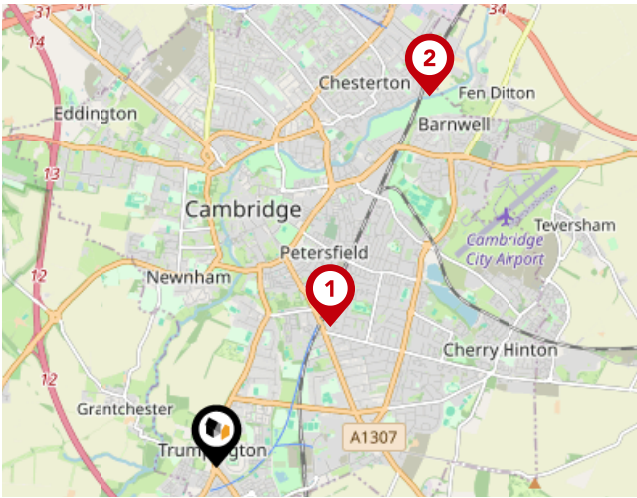 31
14
34
2
Chesterton
Fen Ditton
Eddington
Barnwell
13
Cambridge
Teversham
Cambridge
City Airport
Petersfield
12
Newnham
1
Cherry Hinton
12
Grantchester
A1307
Trumpington